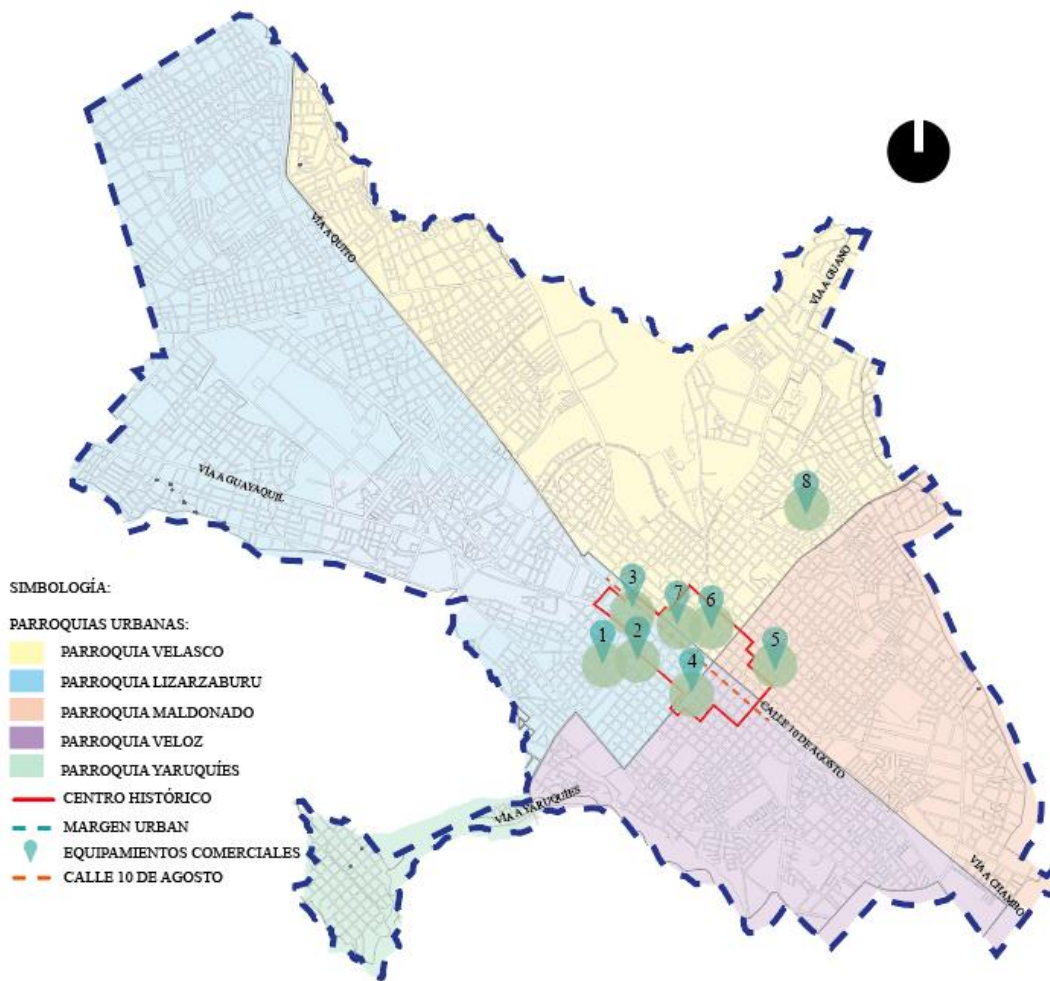 VÍA A QUITO
VÍA A GUANO
VÍA A GUAYAQUIL
8
3
7
6
1
2
4
5
CALLE 10 DE AGOSTO
VÍA A YARUQUÍES
VÍA A CHAMBO
SIMBOLOGÍA:
PARROQUIAS URBANAS:
PARROQUIA VELASCO
PARROQUIA LIZARZABURU
PARROQUIA MALDONADO
PARROQUIA VELOZ
PARROQUIA YARUQUÍES
CENTRO HISTÓRICO
MARGEN URBAN
EQUIPAMIENTOS COMERCIALES
CALLE 10 DE AGOSTO